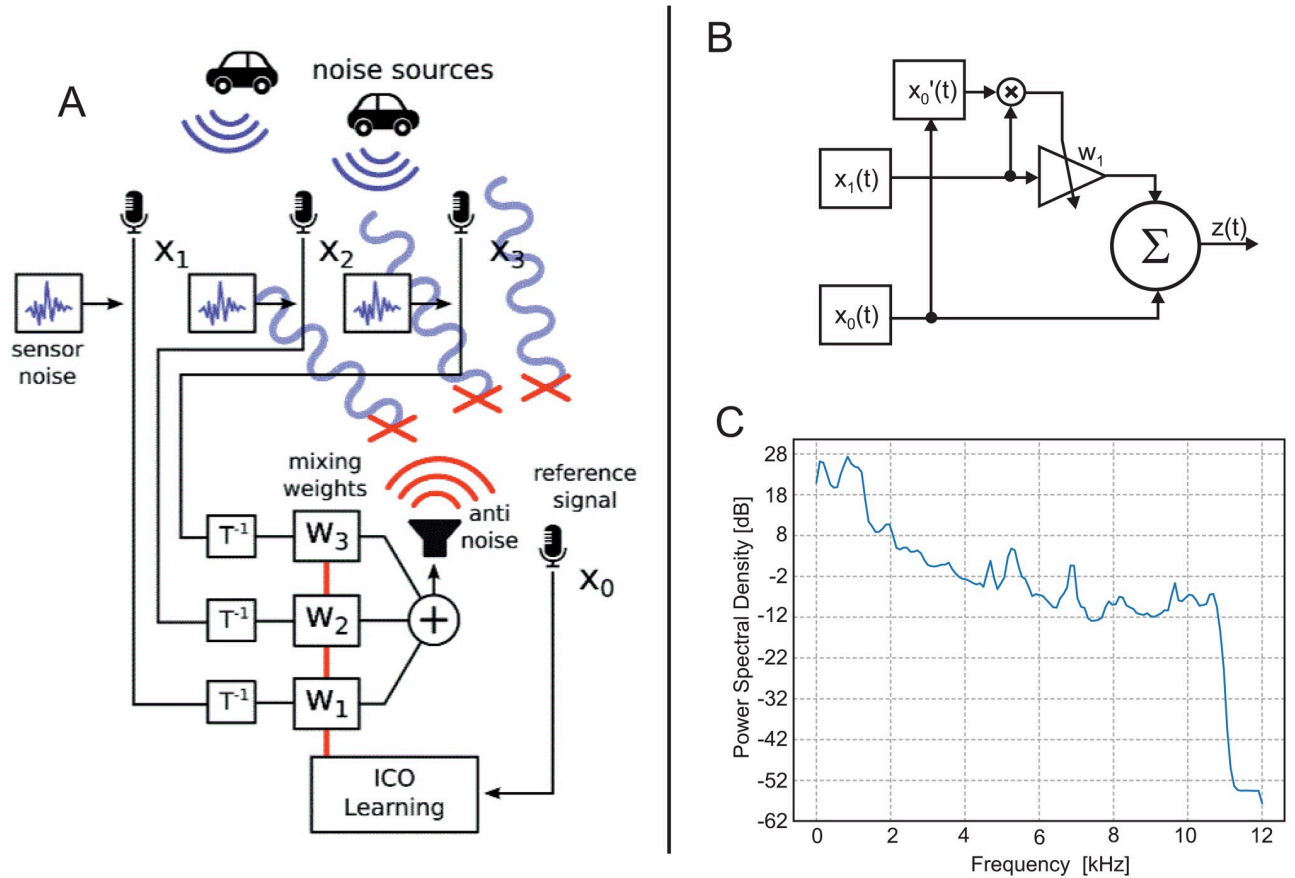 A
noise sources
X1
X2
X3
sensor
noise
mixing
weights
anti
noise
reference
signal
X0
T-1
W3
T-1
W2
+
T-1
W1
ICO
Learning
B
x0'(t)
×
w1
x1(t)
Σ
z(t)
x0(t)
C
Power Spectral Density [dB]
28
18
8
-2
-12
-22
-32
-42
-52
-62
0 2 4 6 8 10 12
Frequency [kHz]